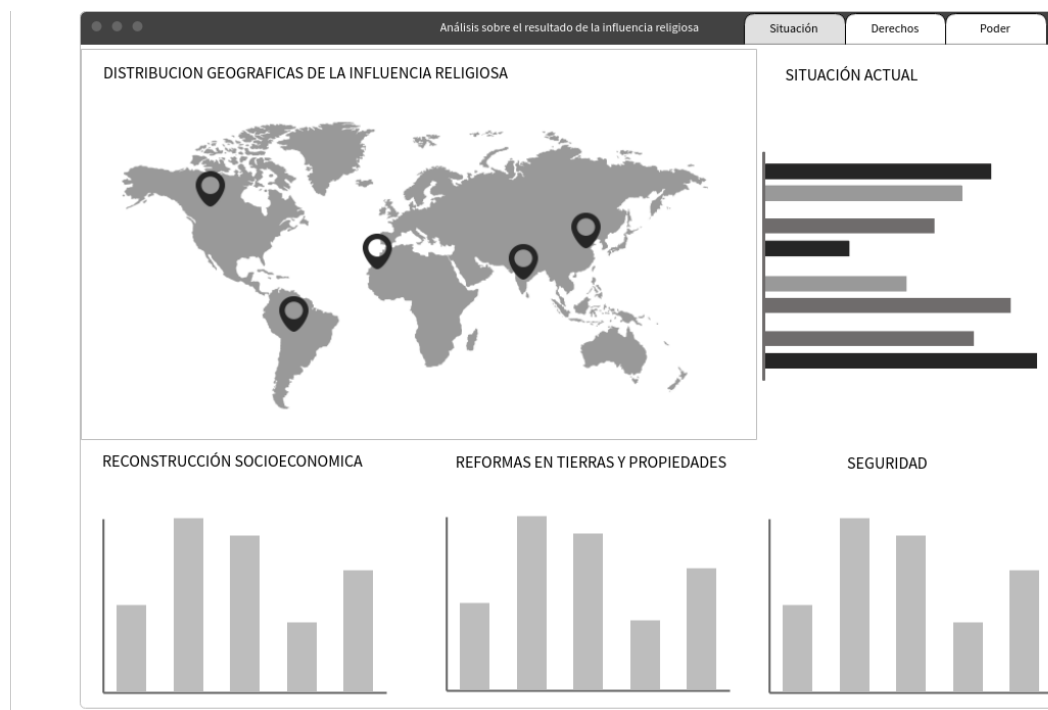 Análisis sobre el resultado de la influencia religiosa
Situación
Derechos
Poder
DISTRIBUCION GEOGRAFICAS DE LA INFLUENCIA RELIGIOSA
SITUACIÓN ACTUAL
RECONSTRUCCIÓN SOCIOECONOMICA
REFORMAS EN TIERRAS Y PROPIEDADES
SEGURIDAD